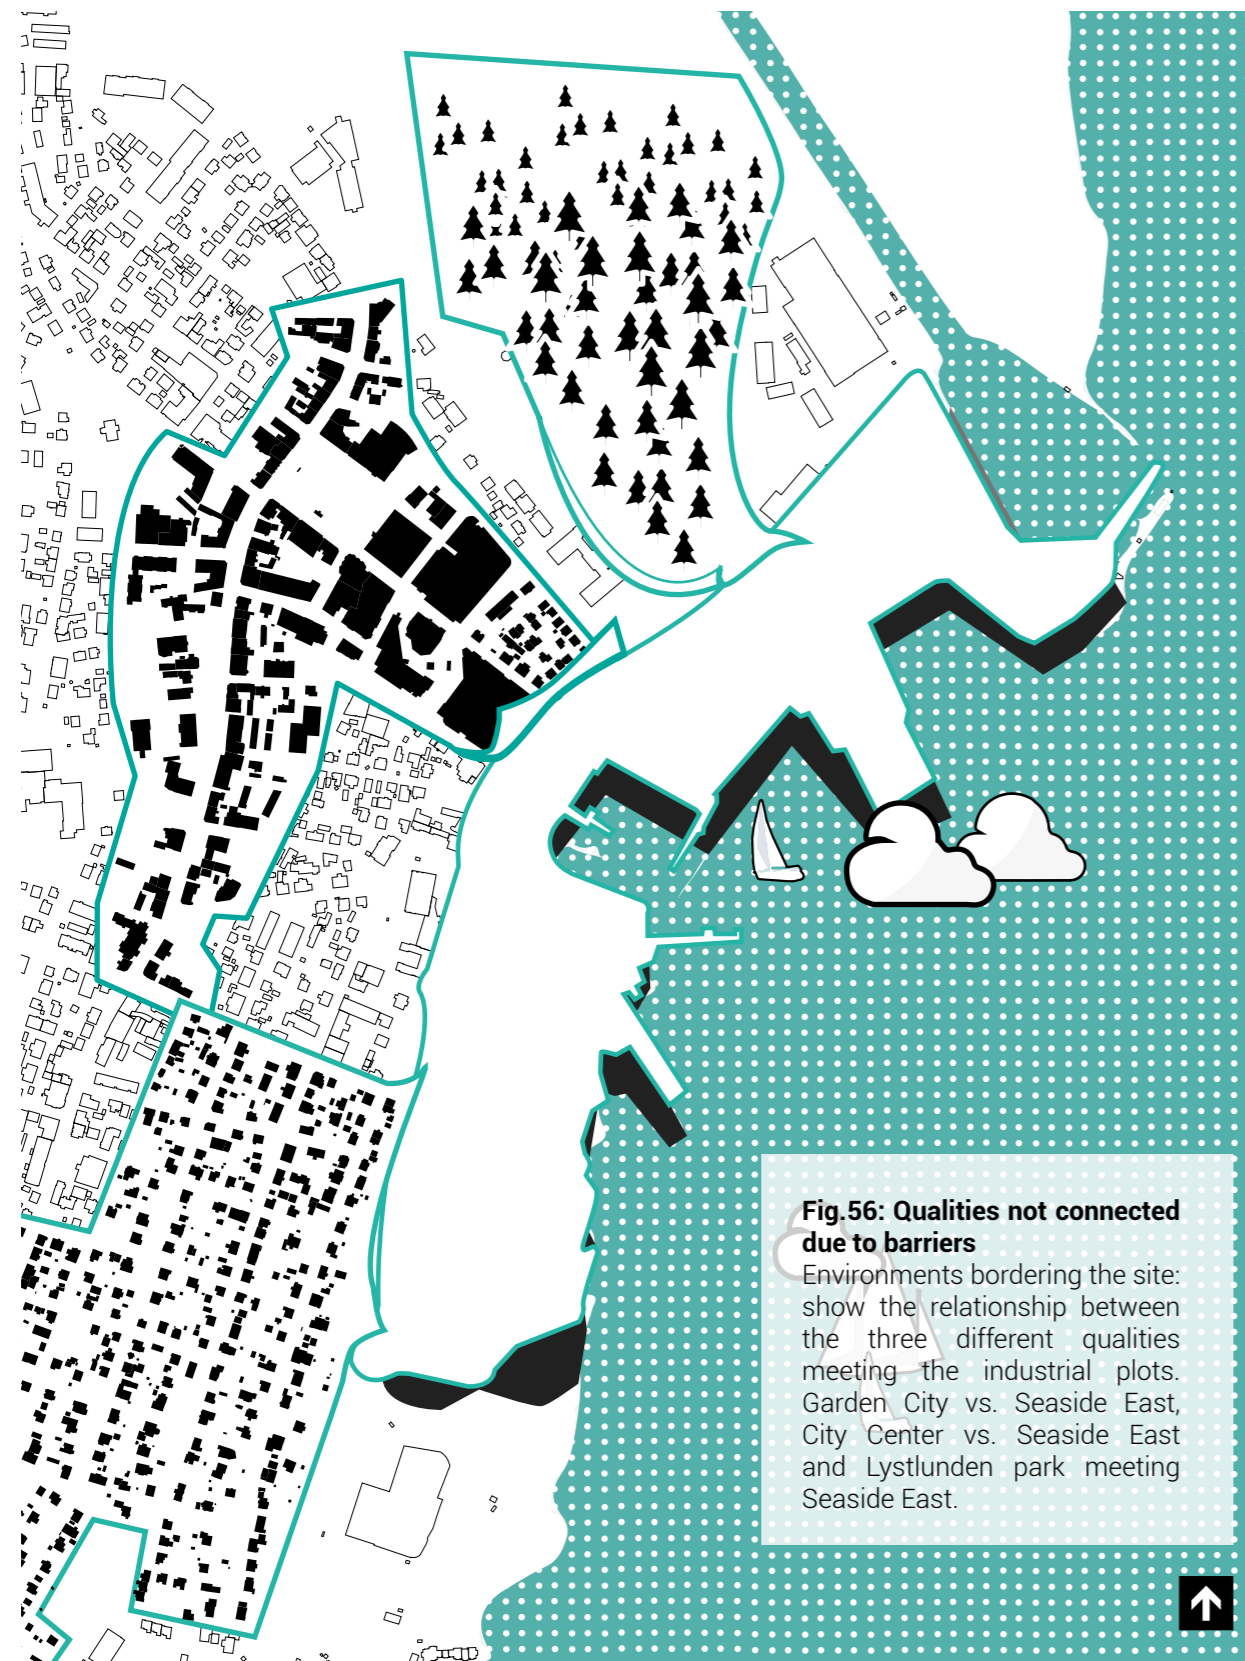 Fig.56: Qualities not connected
due to barriers
Environments bordering the site:
show the relationship between
the three different qualities
meeting the industrial plots.
Garden City vs. Seaside East,
City Center vs. Seaside East
and Lystlunden park meeting
Seaside East.